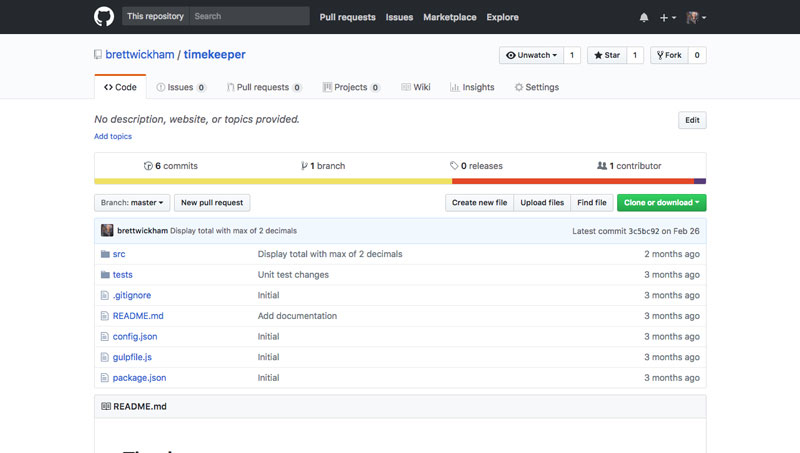 This repository Search Pull requests Issues Marketplace Explore
brettwickham / timekeeper Unwatch 1 Star 1 Fork 0
Code Issues 0 Pull requests 0 Projects 0 Wiki Insights Settings
No description, website, or topics provided. Edit
Add topics
6 commits 1 branch 0 releases 1 contributor
Branch: master New pull request Create new file Upload files Find file Clone or download
brettwickham Display total with max of 2 decimals Latest commit 3c5bc92 on Feb 26
src Display total with max of 2 decimals 2 months ago
tests Unit test changes 3 months ago
.gitignore Initial 3 months ago
README.md Add documentation 3 months ago
config.json Initial 3 months ago
gulpfile.js Initial 3 months ago
package.json Initial 3 months ago
README.md